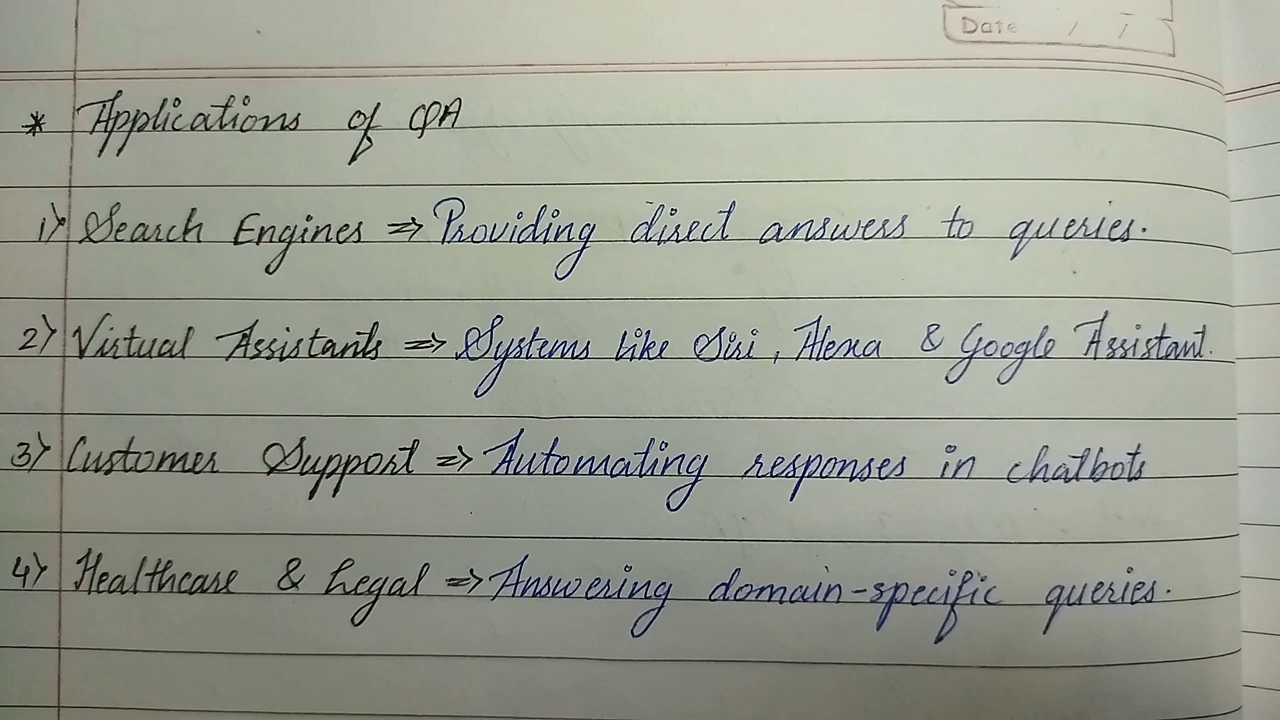 Date / /
* Applications of QA
1) Search Engines ⇒ Providing direct answers to queries.
2) Virtual Assistants ⇒ Systems like Siri, Alexa & Google Assistant.
3) Customer Support ⇒ Automating responses in chatbots
4) Healthcare & Legal ⇒ Answering domain-specific queries.